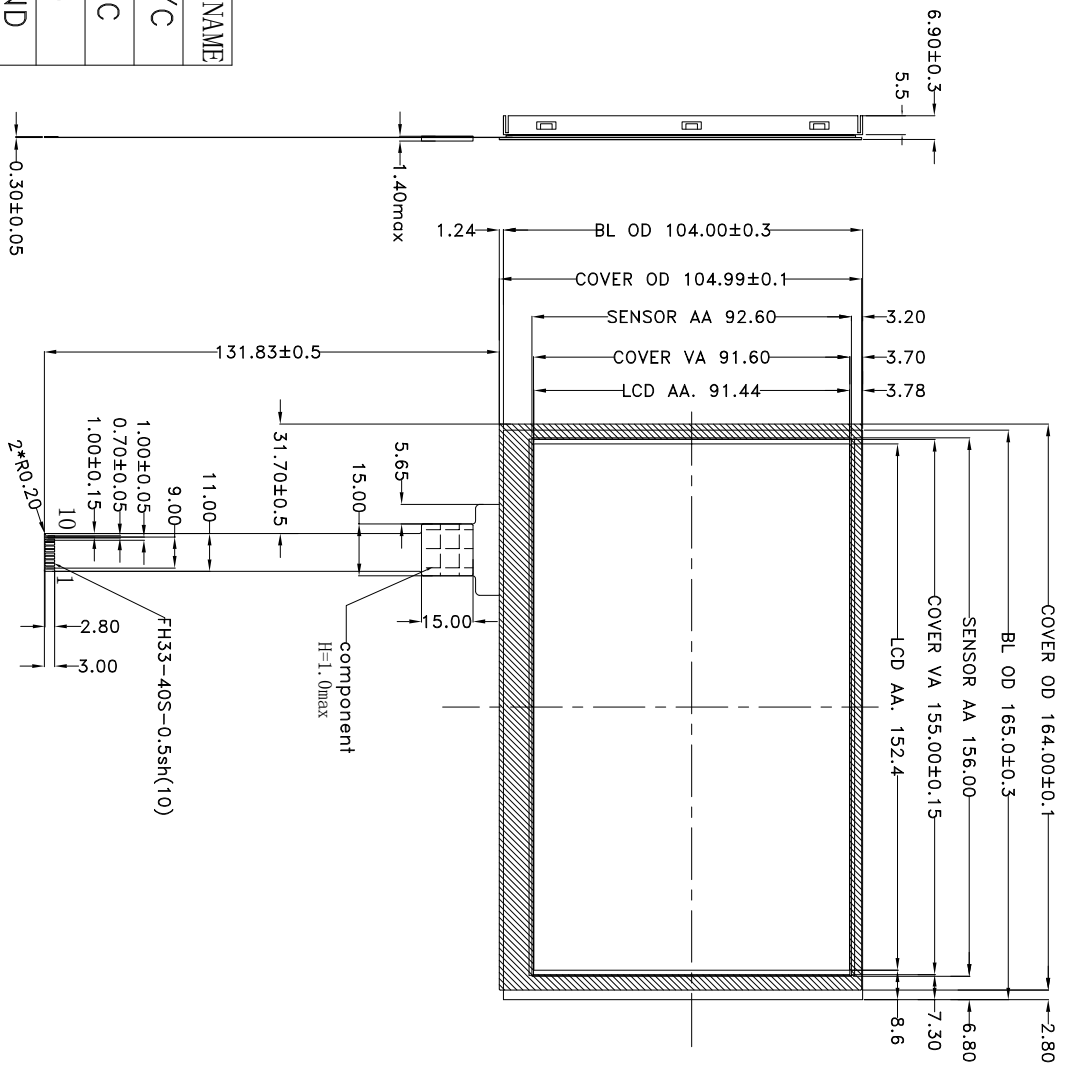 NAME
/C
C
ND
6.90±0.3
5.5
1.40max
0.30±0.05
1.24
BL OD 104.00±0.3
COVER OD 104.99±0.1
SENSOR AA 92.60
3.20
COVER VA 91.60
3.70
LCD AA. 91.44
3.78
131.83±0.5
31.70±0.5
5.65
15.00
11.00
9.00
1.00±0.05
0.70±0.05
1.00±0.15
2*R0.20
10
1
2.80
3.00
15.00
FH33-40S-0.5sh(10)
component
H=1.0max
COVER OD 164.00±0.1
BL OD 165.0±0.3
SENSOR AA 156.00
COVER VA 155.00±0.15
LCD AA. 152.4
2.80
6.80
7.30
8.6